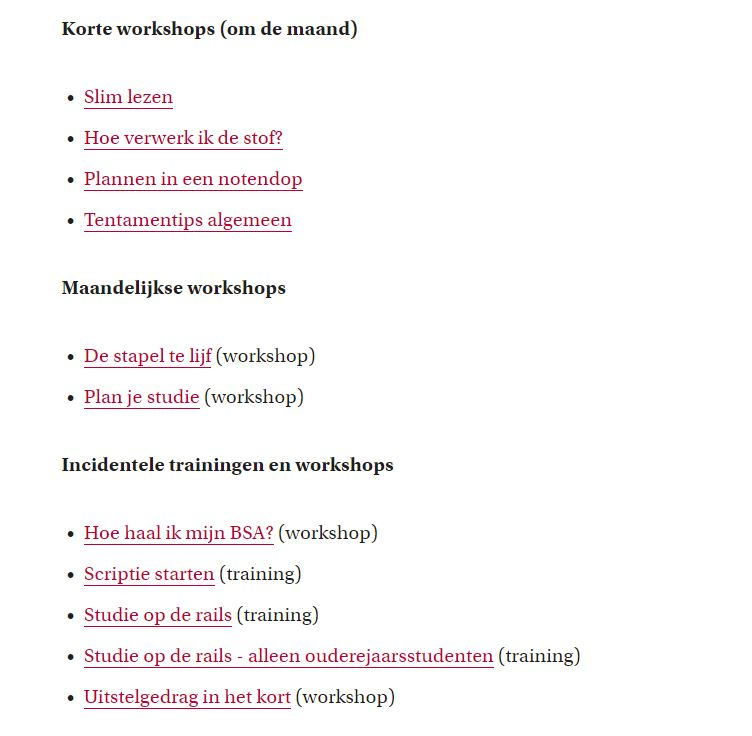 Korte workshops (om de maand)
Slim lezen
Hoe verwerk ik de stof?
Plannen in een notendop
Tentamentips algemeen
Maandelijkse workshops
De stapel te lijf (workshop)
Plan je studie (workshop)
Incidentele trainingen en workshops
Hoe haal ik mijn BSA? (workshop)
Scriptie starten (training)
Studie op de rails (training)
Studie op de rails - alleen ouderejaarsstudenten (training)
Uitstelgedrag in het kort (workshop)